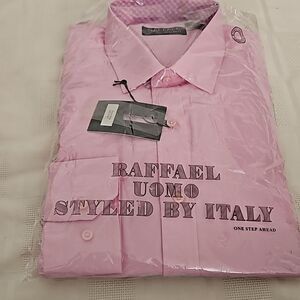 RAFFAEL
UOMO
STYLED BY ITALY
ONE STEP AHEAD